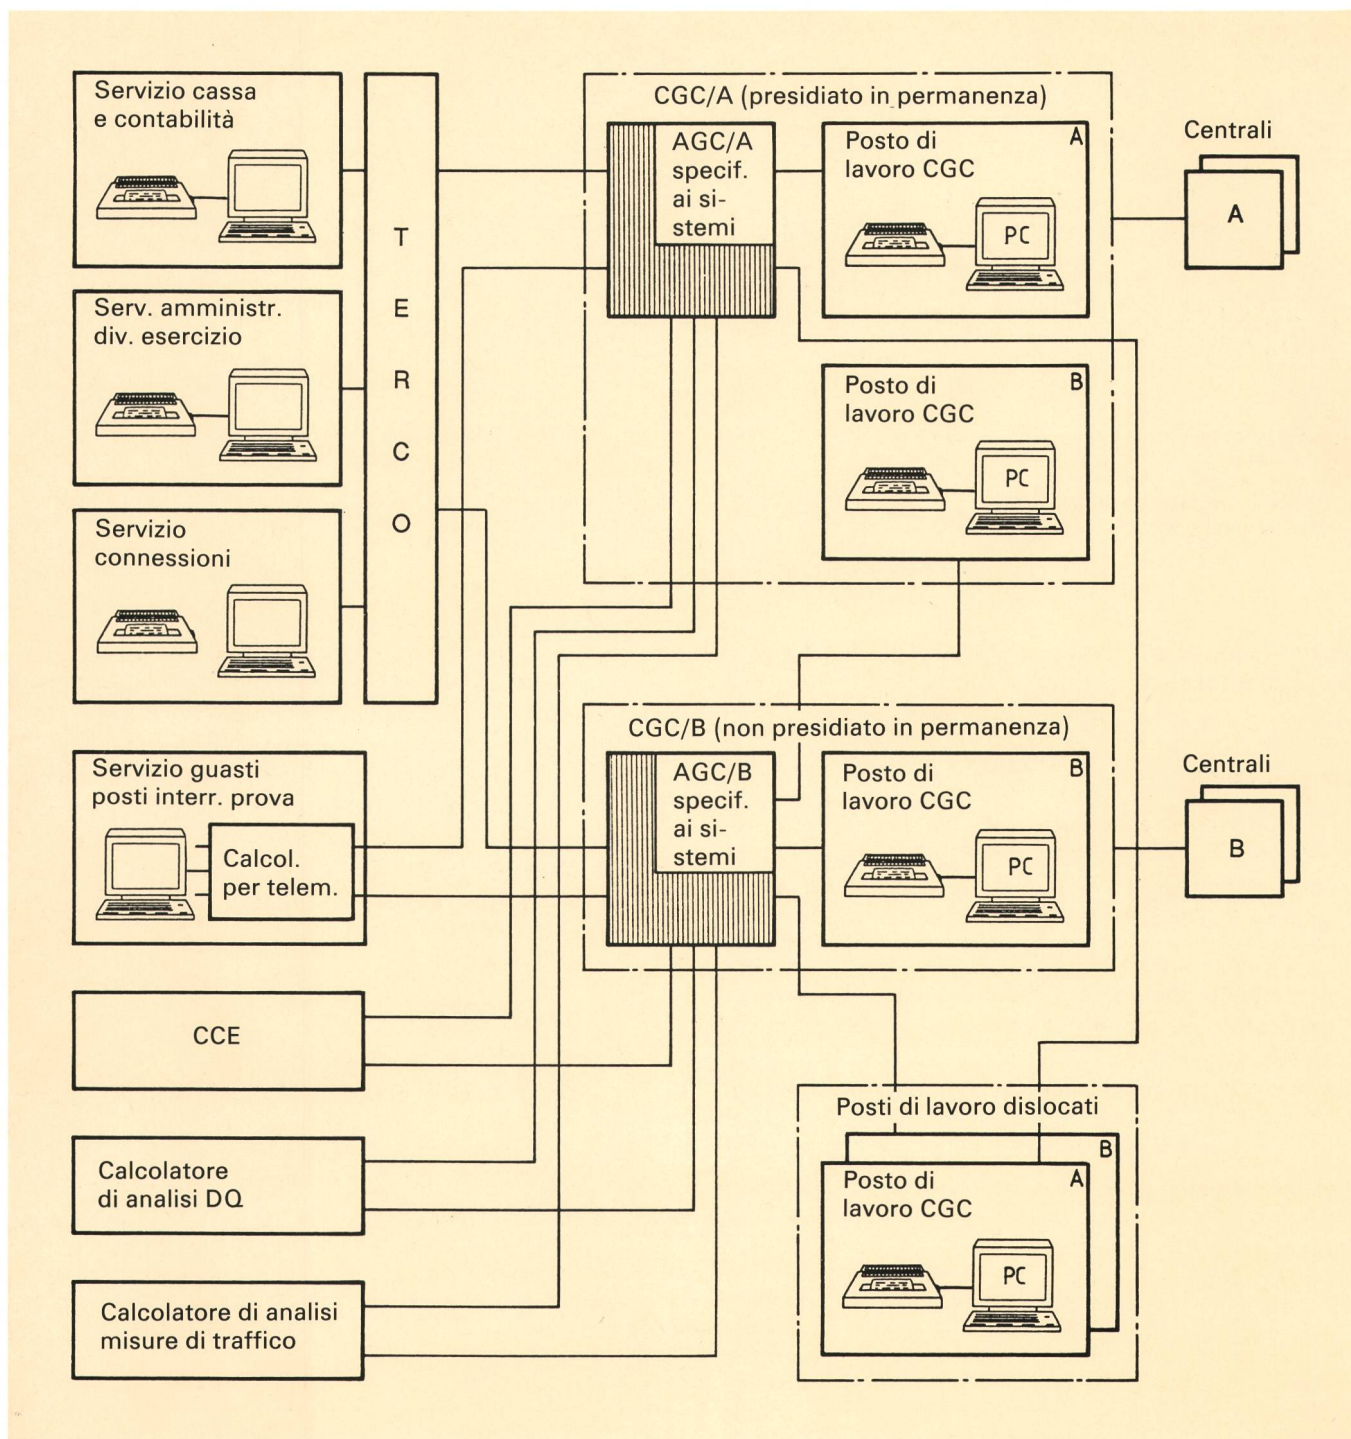 Servizio cassa
e contabilità
Serv. amministr.
div. esercizio
Servizio
connessioni
T
E
R
C
O
Servizio guasti
posti interr. prova
Calcol.
per telem.
CCE
Calcolatore
di analisi DQ
Calcolatore di analisi
misure di traffico
CGC/A (presidiato in permanenza)
AGC/A
specif.
ai si-
stemi
Posto di
lavoro CGC
A
PC
Posto di
lavoro CGC
B
PC
Centrali
A
CGC/B (non presidiato in permanenza)
AGC/B
specif.
ai si-
stemi
Posto di
lavoro CGC
B
PC
Centrali
B
Posti di lavoro dislocati
B
Posto di
lavoro CGC
A
PC